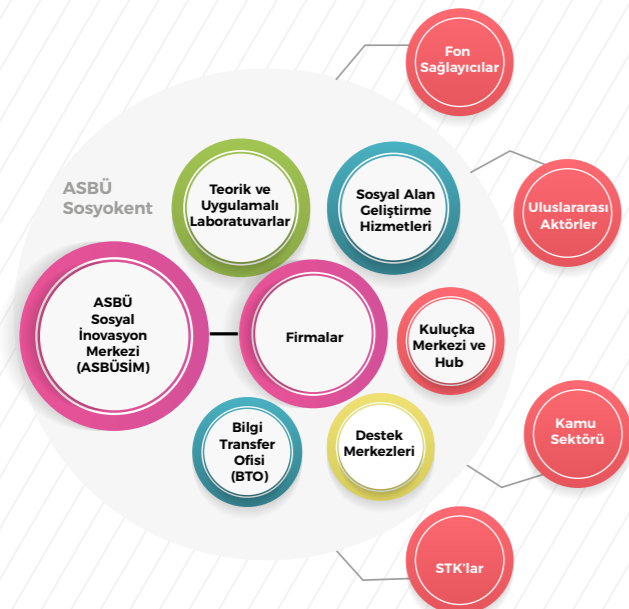 Fon
Sağlayıcılar
ASBÜ
Sosyokent
Teorik ve
Uygulamalı
Laboratuvarlar
Sosyal Alan
Geliştirme
Hizmetleri
Uluslararası
Aktörler
ASBÜ
Sosyal
İnovasyon
Merkezi
(ASBÜSİM)
Firmalar
Kuluçka
Merkezi ve
Hub
Bilgi
Transfer
Ofisi
(BTO)
Destek
Merkezleri
Kamu
Sektörü
STK'lar